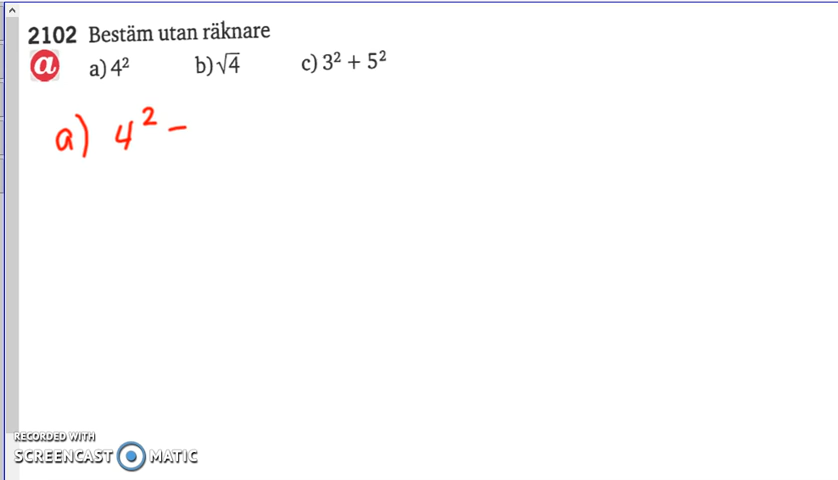 2102 Bestäm utan räknare
a a) 4² b) √4 c) 3² + 5²
a) 4² −
RECORDED WITH
SCREENCAST MATIC